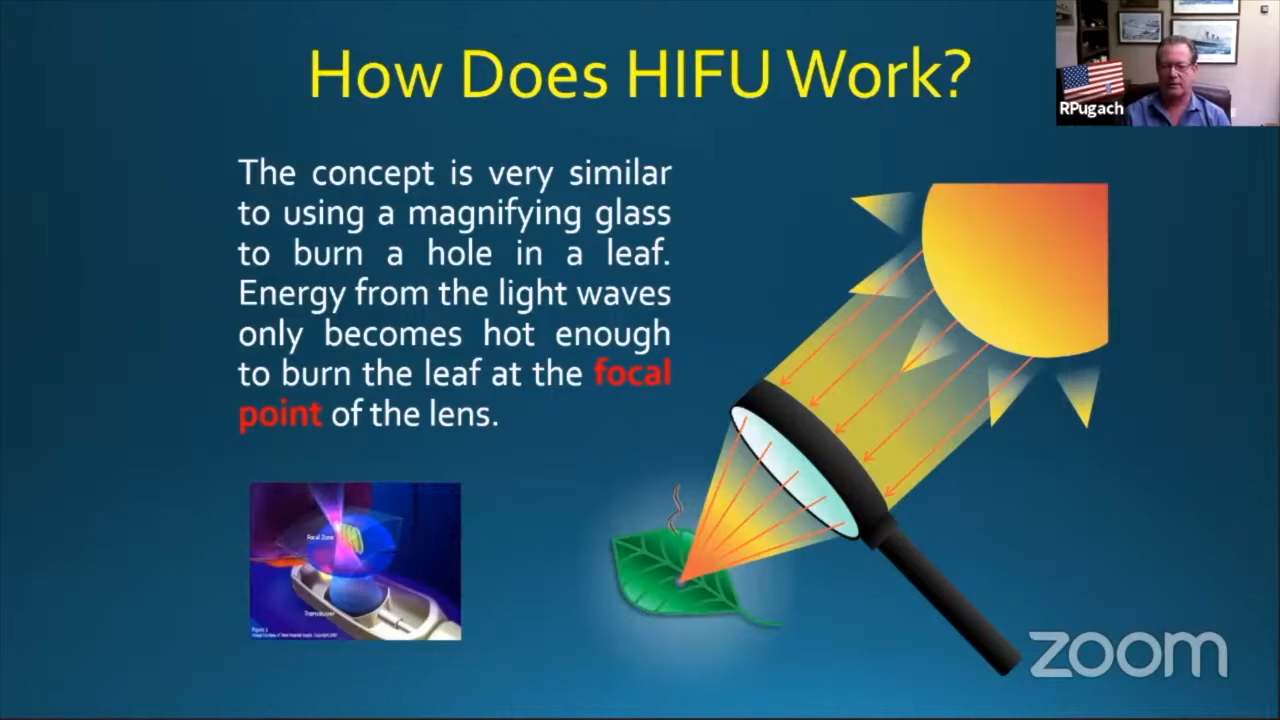 How Does HIFU Work?
RPugach
The concept is very similar
to using a magnifying glass
to burn a hole in a leaf.
Energy from the light waves
only becomes hot enough
to burn the leaf at the focal
point of the lens.
Focal Zone
Transducer
zoom